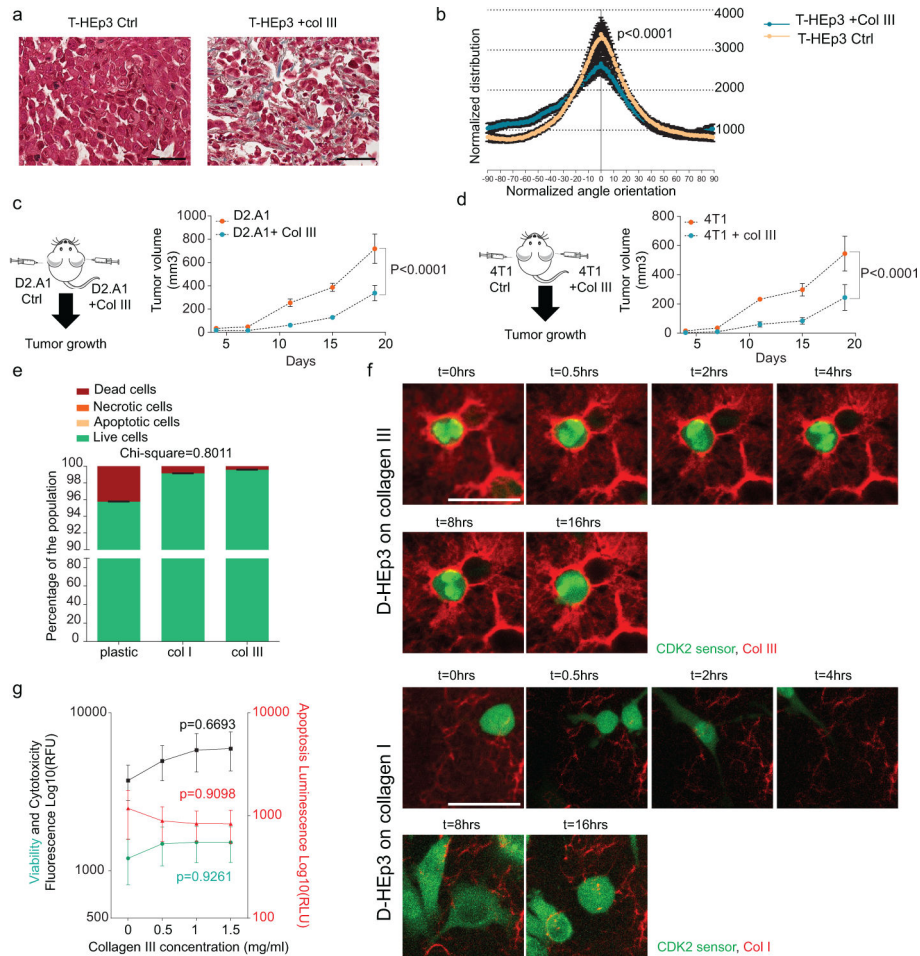 a
T-HEp3 Ctrl
T-HEp3 +col III
b
Normalized distribution
p<0.0001
4000
3000
2000
1000
-90 -80 -70 -60 -50 -40 -30 -20 -10 0 10 20 30 40 50 60 70 80 90
Normalized angle orientation
T-HEp3 +Col III
T-HEp3 Ctrl
c
D2.A1
Ctrl
D2.A1
+Col III
Tumor growth
Tumor volume
(mm3)
1000
800
600
400
200
0
5 10 15 20
Days
D2.A1
D2.A1+ Col III
P<0.0001
d
4T1
Ctrl
4T1
+Col III
Tumor growth
Tumor volume
(mm3)
800
600
400
200
0
5 10 15 20
Days
4T1
4T1 + col III
P<0.0001
e
Dead cells
Necrotic cells
Apoptotic cells
Live cells
Chi-square=0.8011
Percentage of the population
100
98
96
94
92
90
80
60
40
20
0
plastic col I col III
f
D-HEp3 on collagen III
t=0hrs t=0.5hrs t=2hrs t=4hrs
t=8hrs t=16hrs
CDK2 sensor, Col III
D-HEp3 on collagen I
t=0hrs t=0.5hrs t=2hrs t=4hrs
t=8hrs t=16hrs
CDK2 sensor, Col I
g
Viability and Cytotoxicity
Fluorescence Log10(RFU)
10000
1000
500
p=0.6693
p=0.9098
p=0.9261
10000
1000
100
Apoptosis Luminescence Log10(RLU)
0 0.5 1 1.5
Collagen III concentration (mg/ml)